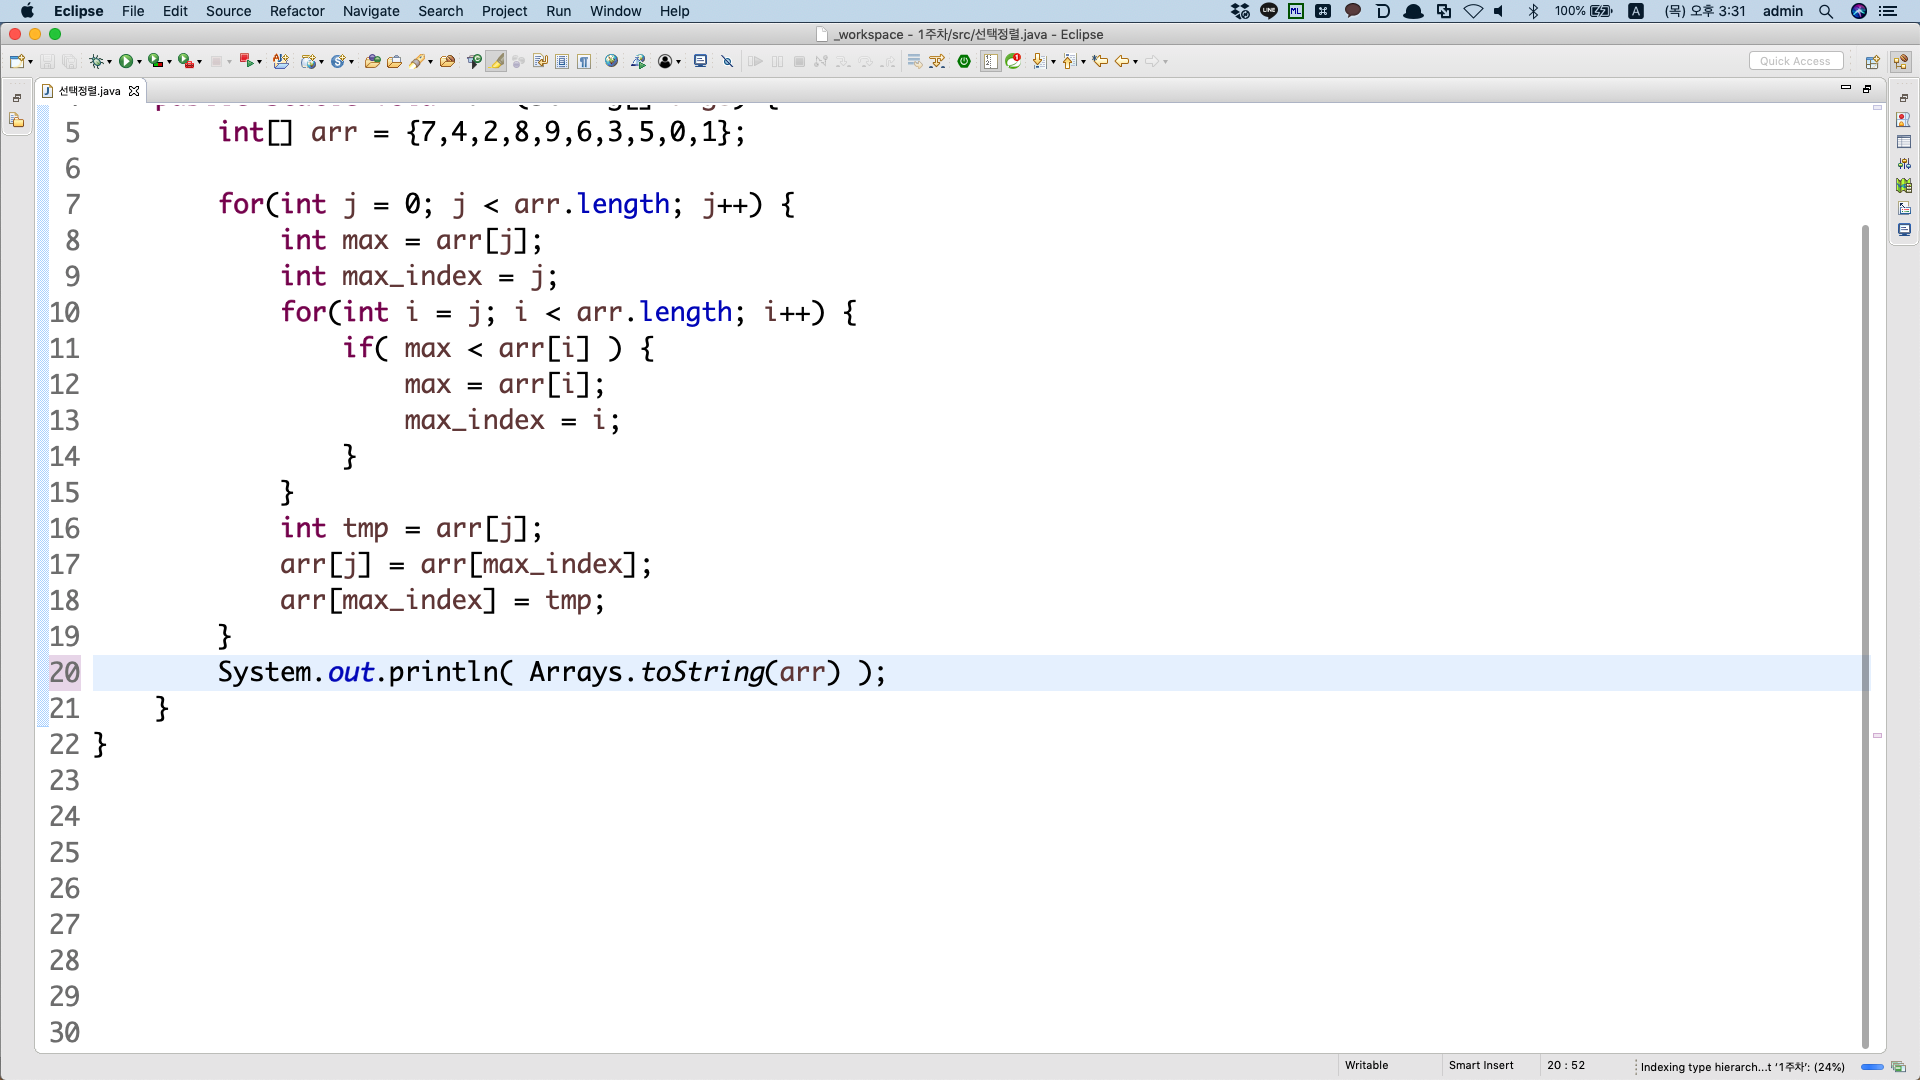 Eclipse File Edit Source Refactor Navigate Search Project Run Window Help 100% A (목) 오후 3:31 admin
_workspace - 1주차/src/선택정렬.java - Eclipse
Quick Access
선택정렬.java
5 int[] arr = {7,4,2,8,9,6,3,5,0,1};
6
7 for(int j = 0; j < arr.length; j++) {
8 int max = arr[j];
9 int max_index = j;
10 for(int i = j; i < arr.length; i++) {
11 if( max < arr[i] ) {
12 max = arr[i];
13 max_index = i;
14 }
15 }
16 int tmp = arr[j];
17 arr[j] = arr[max_index];
18 arr[max_index] = tmp;
19 }
20 System.out.println( Arrays.toString(arr) );
21 }
22 }
23
24
25
26
27
28
29
30
Writable Smart Insert 20 : 52 Indexing type hierarch...t '1주차': (24%)